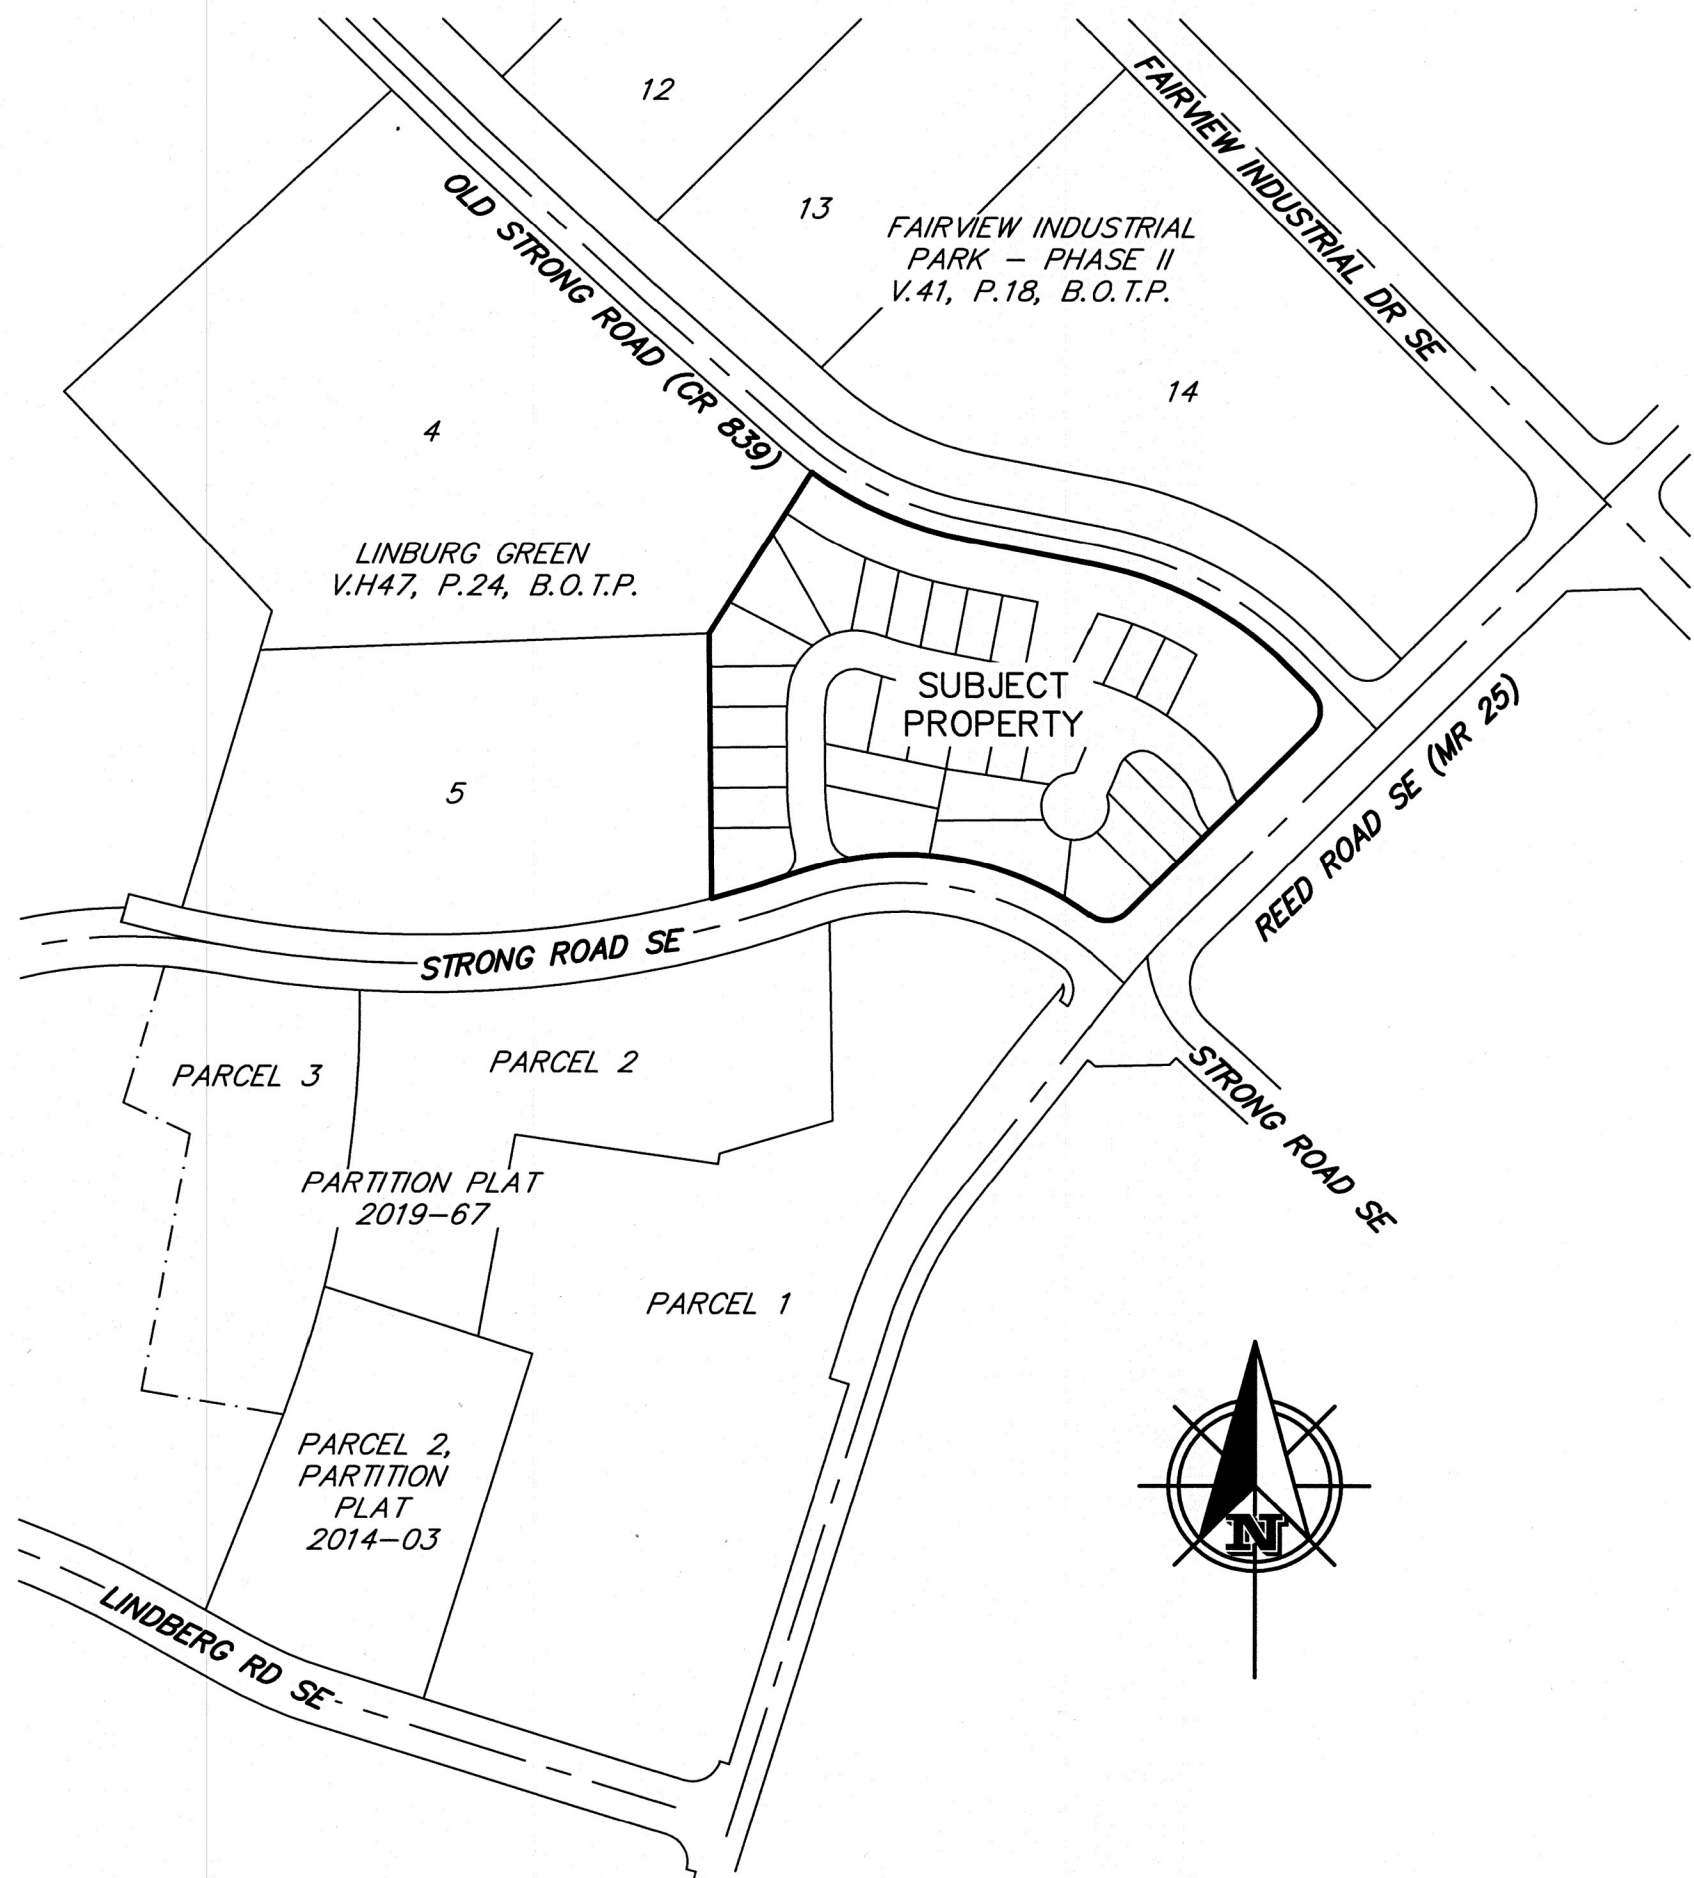 12
FAIRVIEW INDUSTRIAL DR SE
13
OLD STRONG ROAD (CR 839)
FAIRVIEW INDUSTRIAL
PARK – PHASE II
V.41, P.18, B.O.T.P.
14
4
LINBURG GREEN
V.H47, P.24, B.O.T.P.
SUBJECT
PROPERTY
5
REED ROAD SE (MR 25)
STRONG ROAD SE
PARCEL 3
PARCEL 2
STRONG ROAD SE
PARTITION PLAT
2019–67
PARCEL 1
PARCEL 2,
PARTITION
PLAT
2014–03
N
LINDBERG RD SE